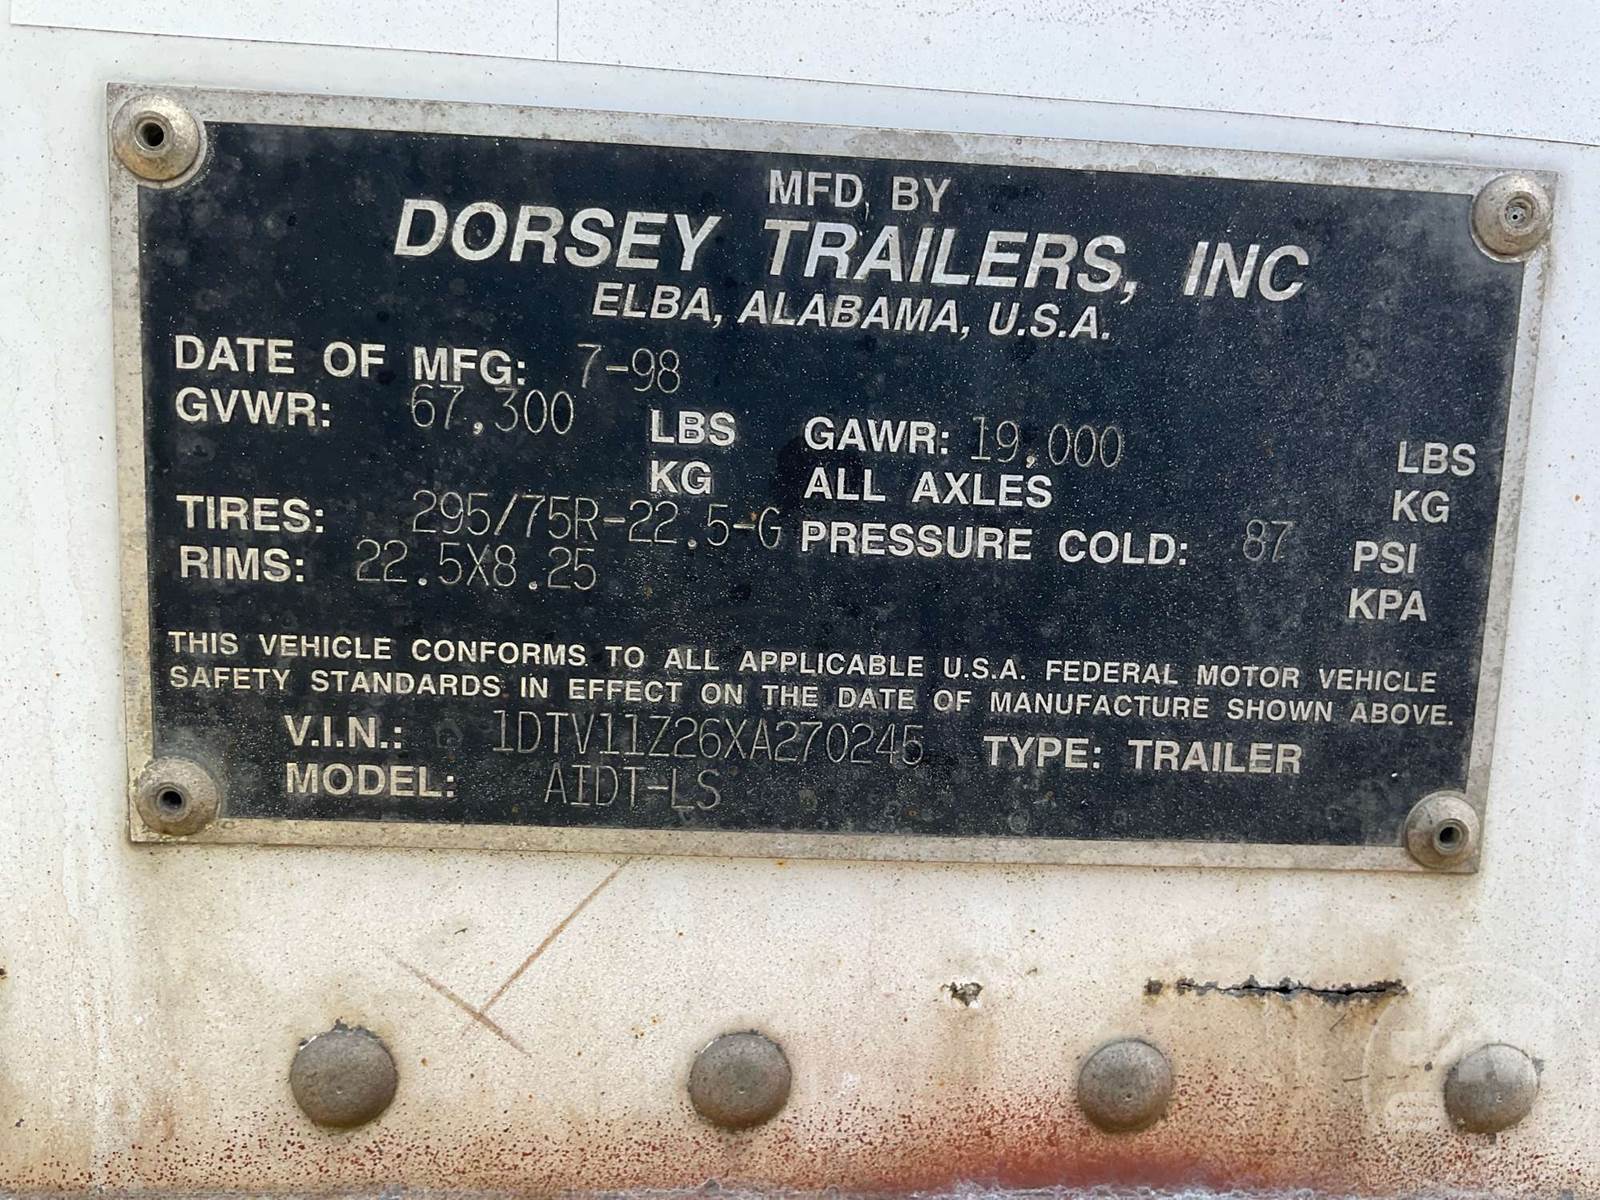 MFD BY
DORSEY TRAILERS, INC
ELBA, ALABAMA, U.S.A.
DATE OF MFG: 7-98
GVWR: 67,300 LBS GAWR: 19,000 LBS
KG ALL AXLES KG
TIRES: 295/75R-22.5-G PRESSURE COLD: 87 PSI
RIMS: 22.5X8.25 KPA
THIS VEHICLE CONFORMS TO ALL APPLICABLE U.S.A. FEDERAL MOTOR VEHICLE
SAFETY STANDARDS IN EFFECT ON THE DATE OF MANUFACTURE SHOWN ABOVE.
V.I.N.: 1DTV11Z26XA270245 TYPE: TRAILER
MODEL: AIDT-LS